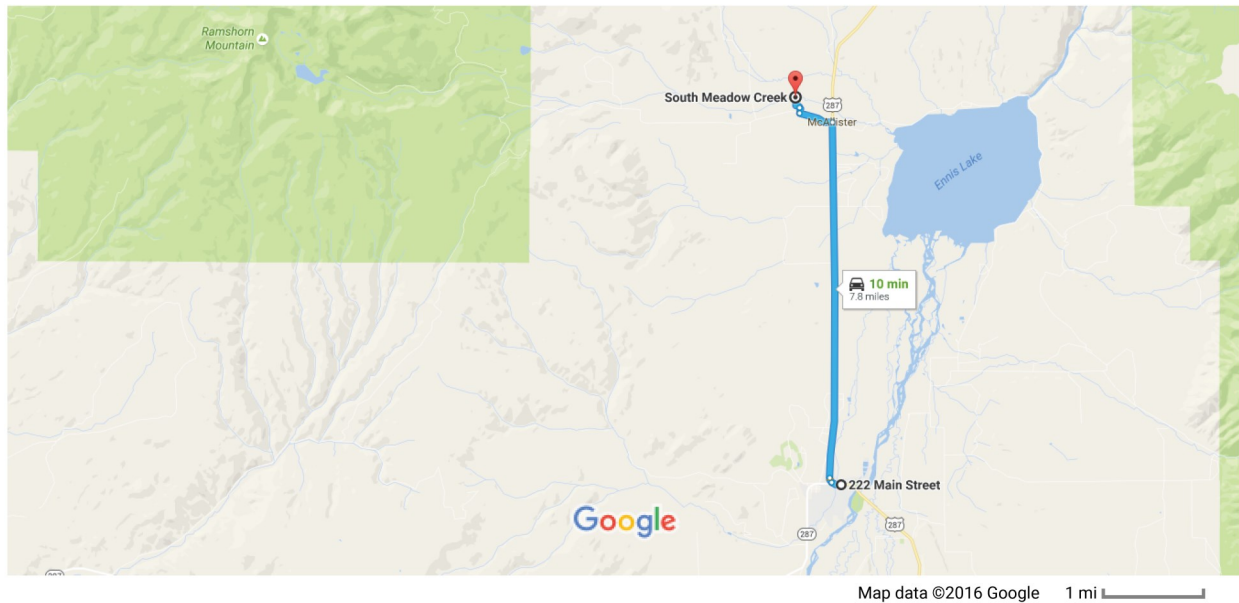 Ramshorn
Mountain
South Meadow Creek
287
McAllister
Ennis Lake
10 min
7.8 miles
222 Main Street
Google
287
287
287
Map data ©2016 Google 1 mi